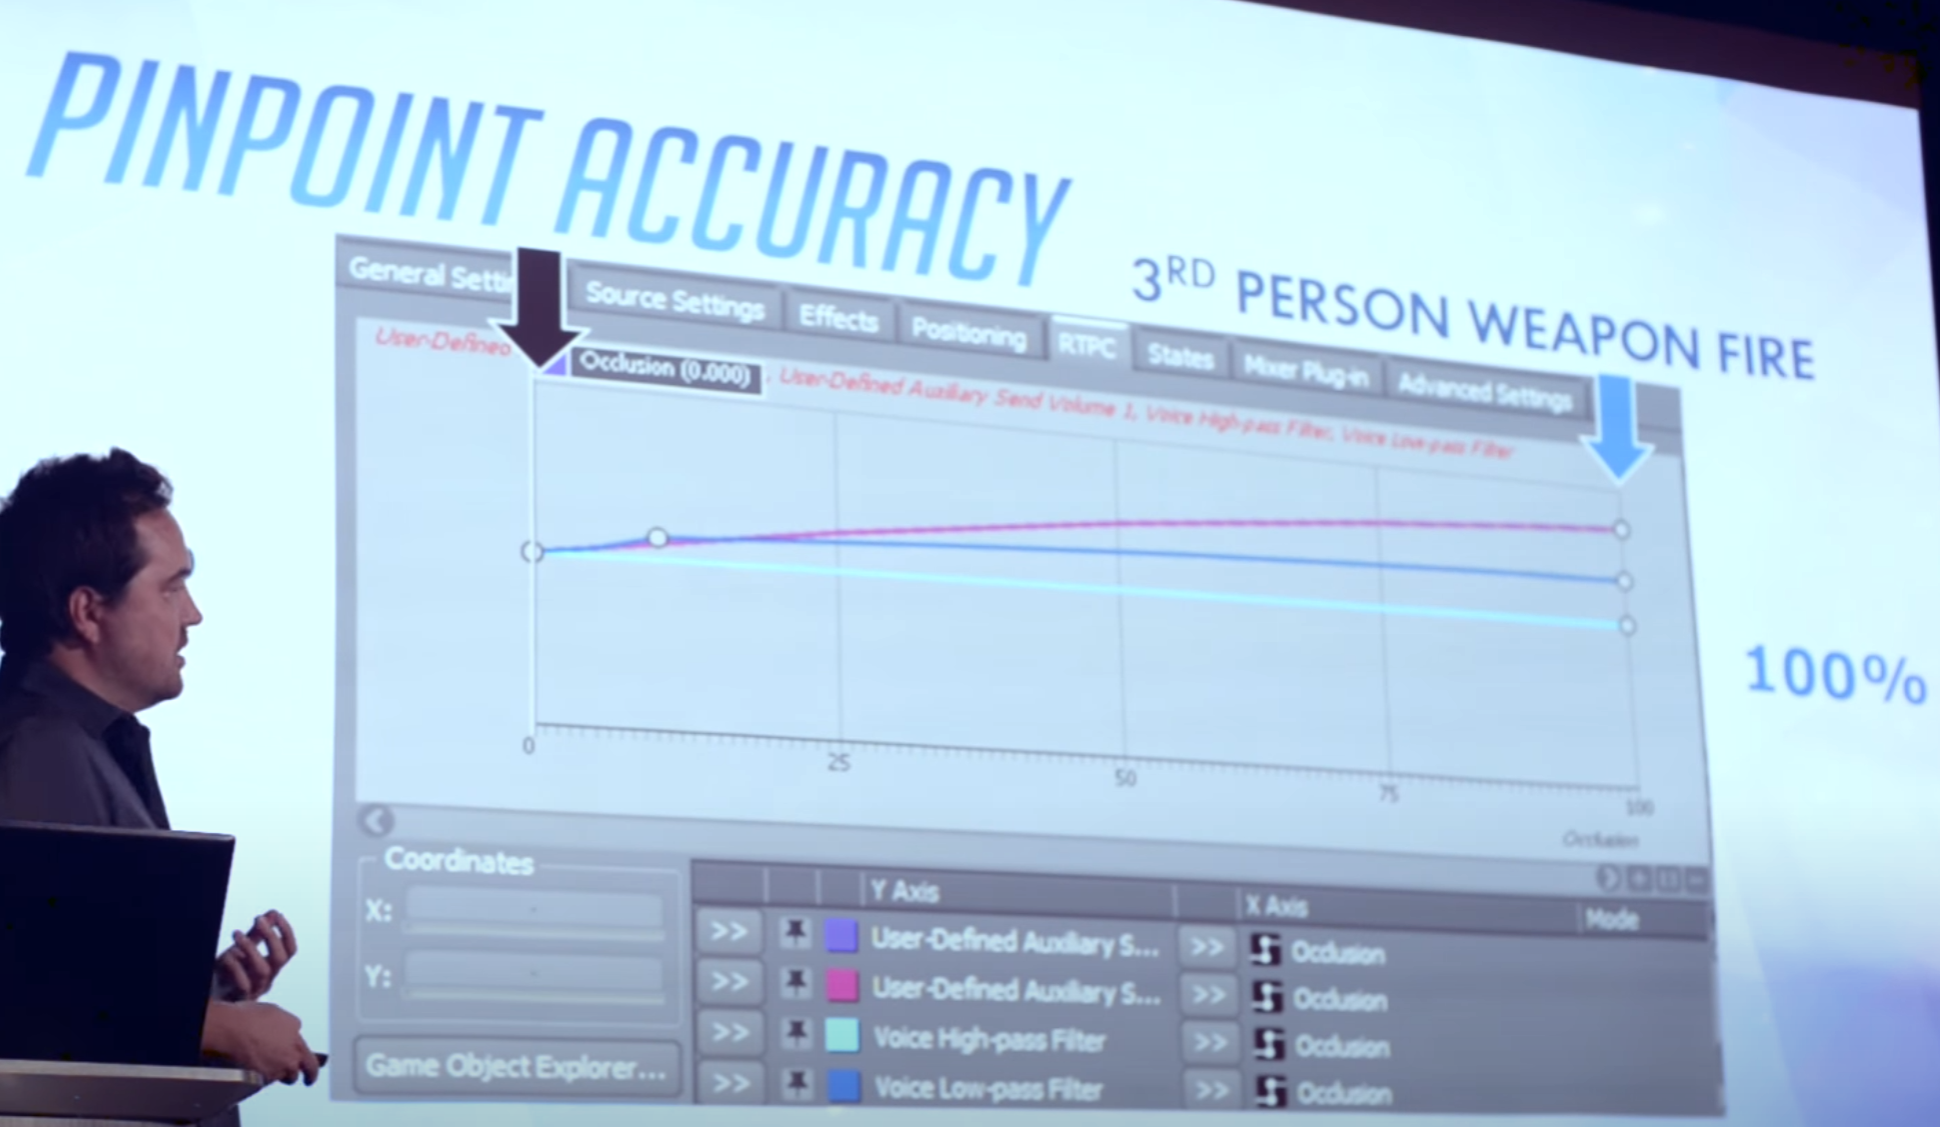 PINPOINT ACCURACY
3RD PERSON WEAPON FIRE
General Settin
Source Settings
Effects
Positioning
RTPC
States
Mixer Plug-in
Advanced Settings
User-Defined
Occlusion (0.000)
, User-Defined Auxiliary Send Volume 1, Voice High-pass Filter, Voice Low-pass Filter
100%
0
25
50
75
100
Occlusion
Coordinates
X:
Y:
Game Object Explorer...
Y Axis
X Axis
Mode
>> User-Defined Auxiliary S... >> Occlusion
>> User-Defined Auxiliary S... >> Occlusion
>> Voice High-pass Filter >> Occlusion
>> Voice Low-pass Filter >> Occlusion